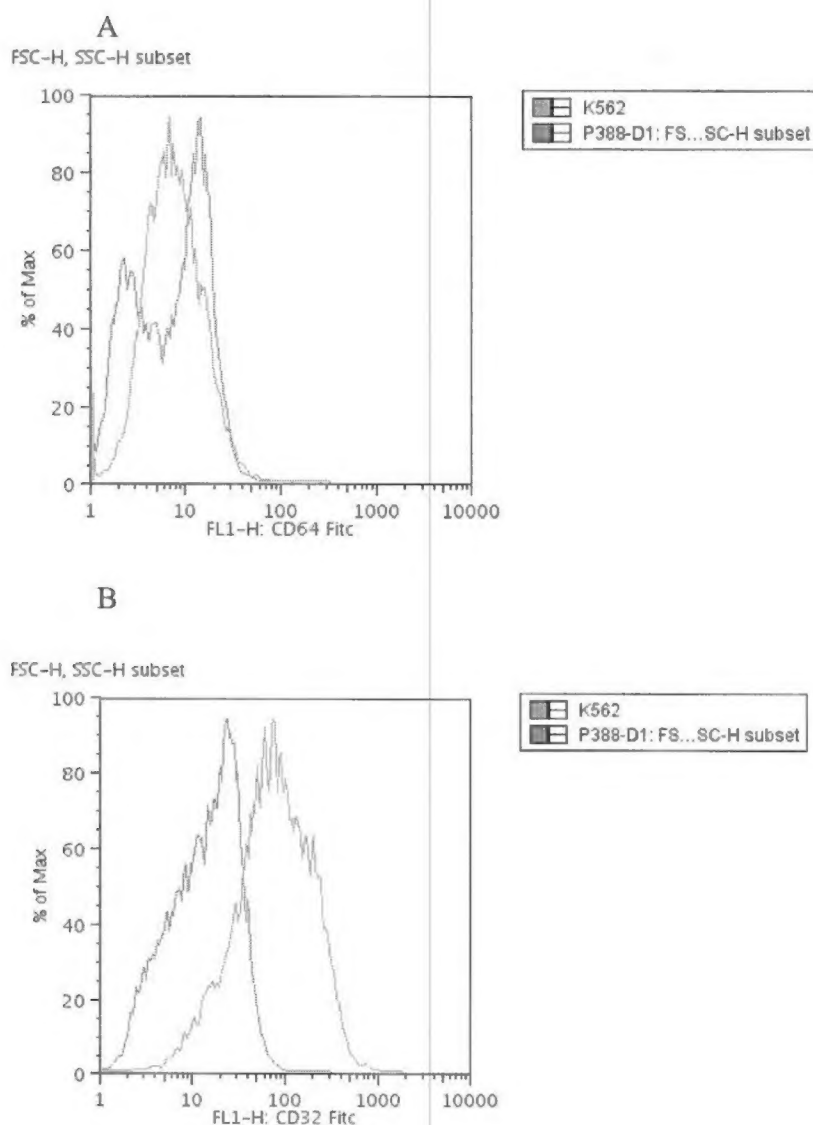 A
FSC-H, SSC-H subset
100
80
60
40
20
0
% of Max
1 10 100 1000 10000
FL1-H: CD64 Fitc
K562
P388-D1: FS...SC-H subset
B
FSC-H, SSC-H subset
100
80
60
40
20
0
% of Max
1 10 100 1000 10000
FL1-H: CD32 Fitc
K562
P388-D1: FS...SC-H subset